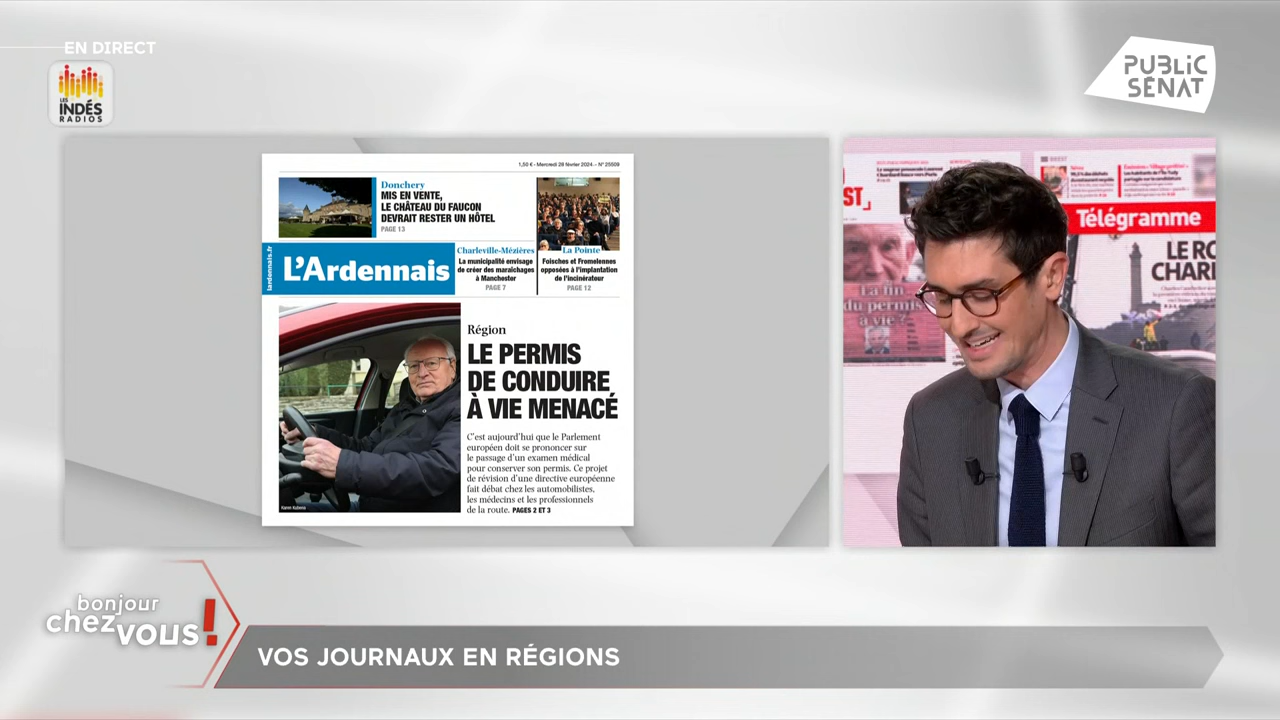 EN DIRECT
LES
INDÉS
RADIOS
PUBLIC
SÉNAT
1,50 € - Mercredi 28 février 2024 - N° 25509
Donchery
MIS EN VENTE,
LE CHÂTEAU DU FAUCON
DEVRAIT RESTER UN HÔTEL
PAGE 13
lardennais.fr
L'Ardennais
Charleville-Mézières
La municipalité envisage
de créer des maraîchages
à Manchester
PAGE 7
La Pointe
Foisches et Fromelennes
opposées à l'implantation
de l'incinérateur
PAGE 12
Région
LE PERMIS
DE CONDUIRE
À VIE MENACÉ
C'est aujourd'hui que le Parlement
européen doit se prononcer sur
le passage d'un examen médical
pour conserver son permis. Ce projet
de révision d'une directive européenne
fait débat chez les automobilistes,
les médecins et les professionnels
de la route. PAGES 2 ET 3
Télégramme
LE RO
CHARL
ST
La fin
du permis
à vie ?
bonjour
chez vous !
VOS JOURNAUX EN RÉGIONS